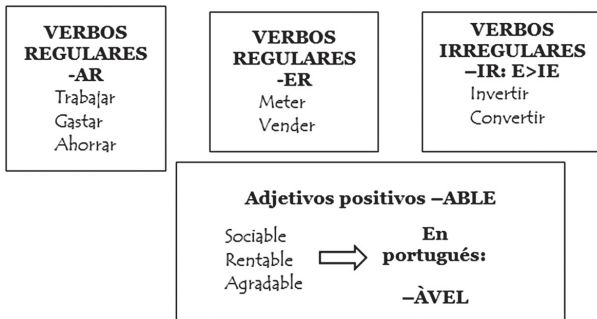 VERBOS
REGULARES
-AR
Trabajar
Gastar
Ahorrar
VERBOS
REGULARES
-ER
Meter
Vender
VERBOS
IRREGULARES
–IR: E>IE
Invertir
Convertir
Adjetivos positivos –ABLE
Sociable
Rentable
Agradable
En
portugués:
–ÀVEL